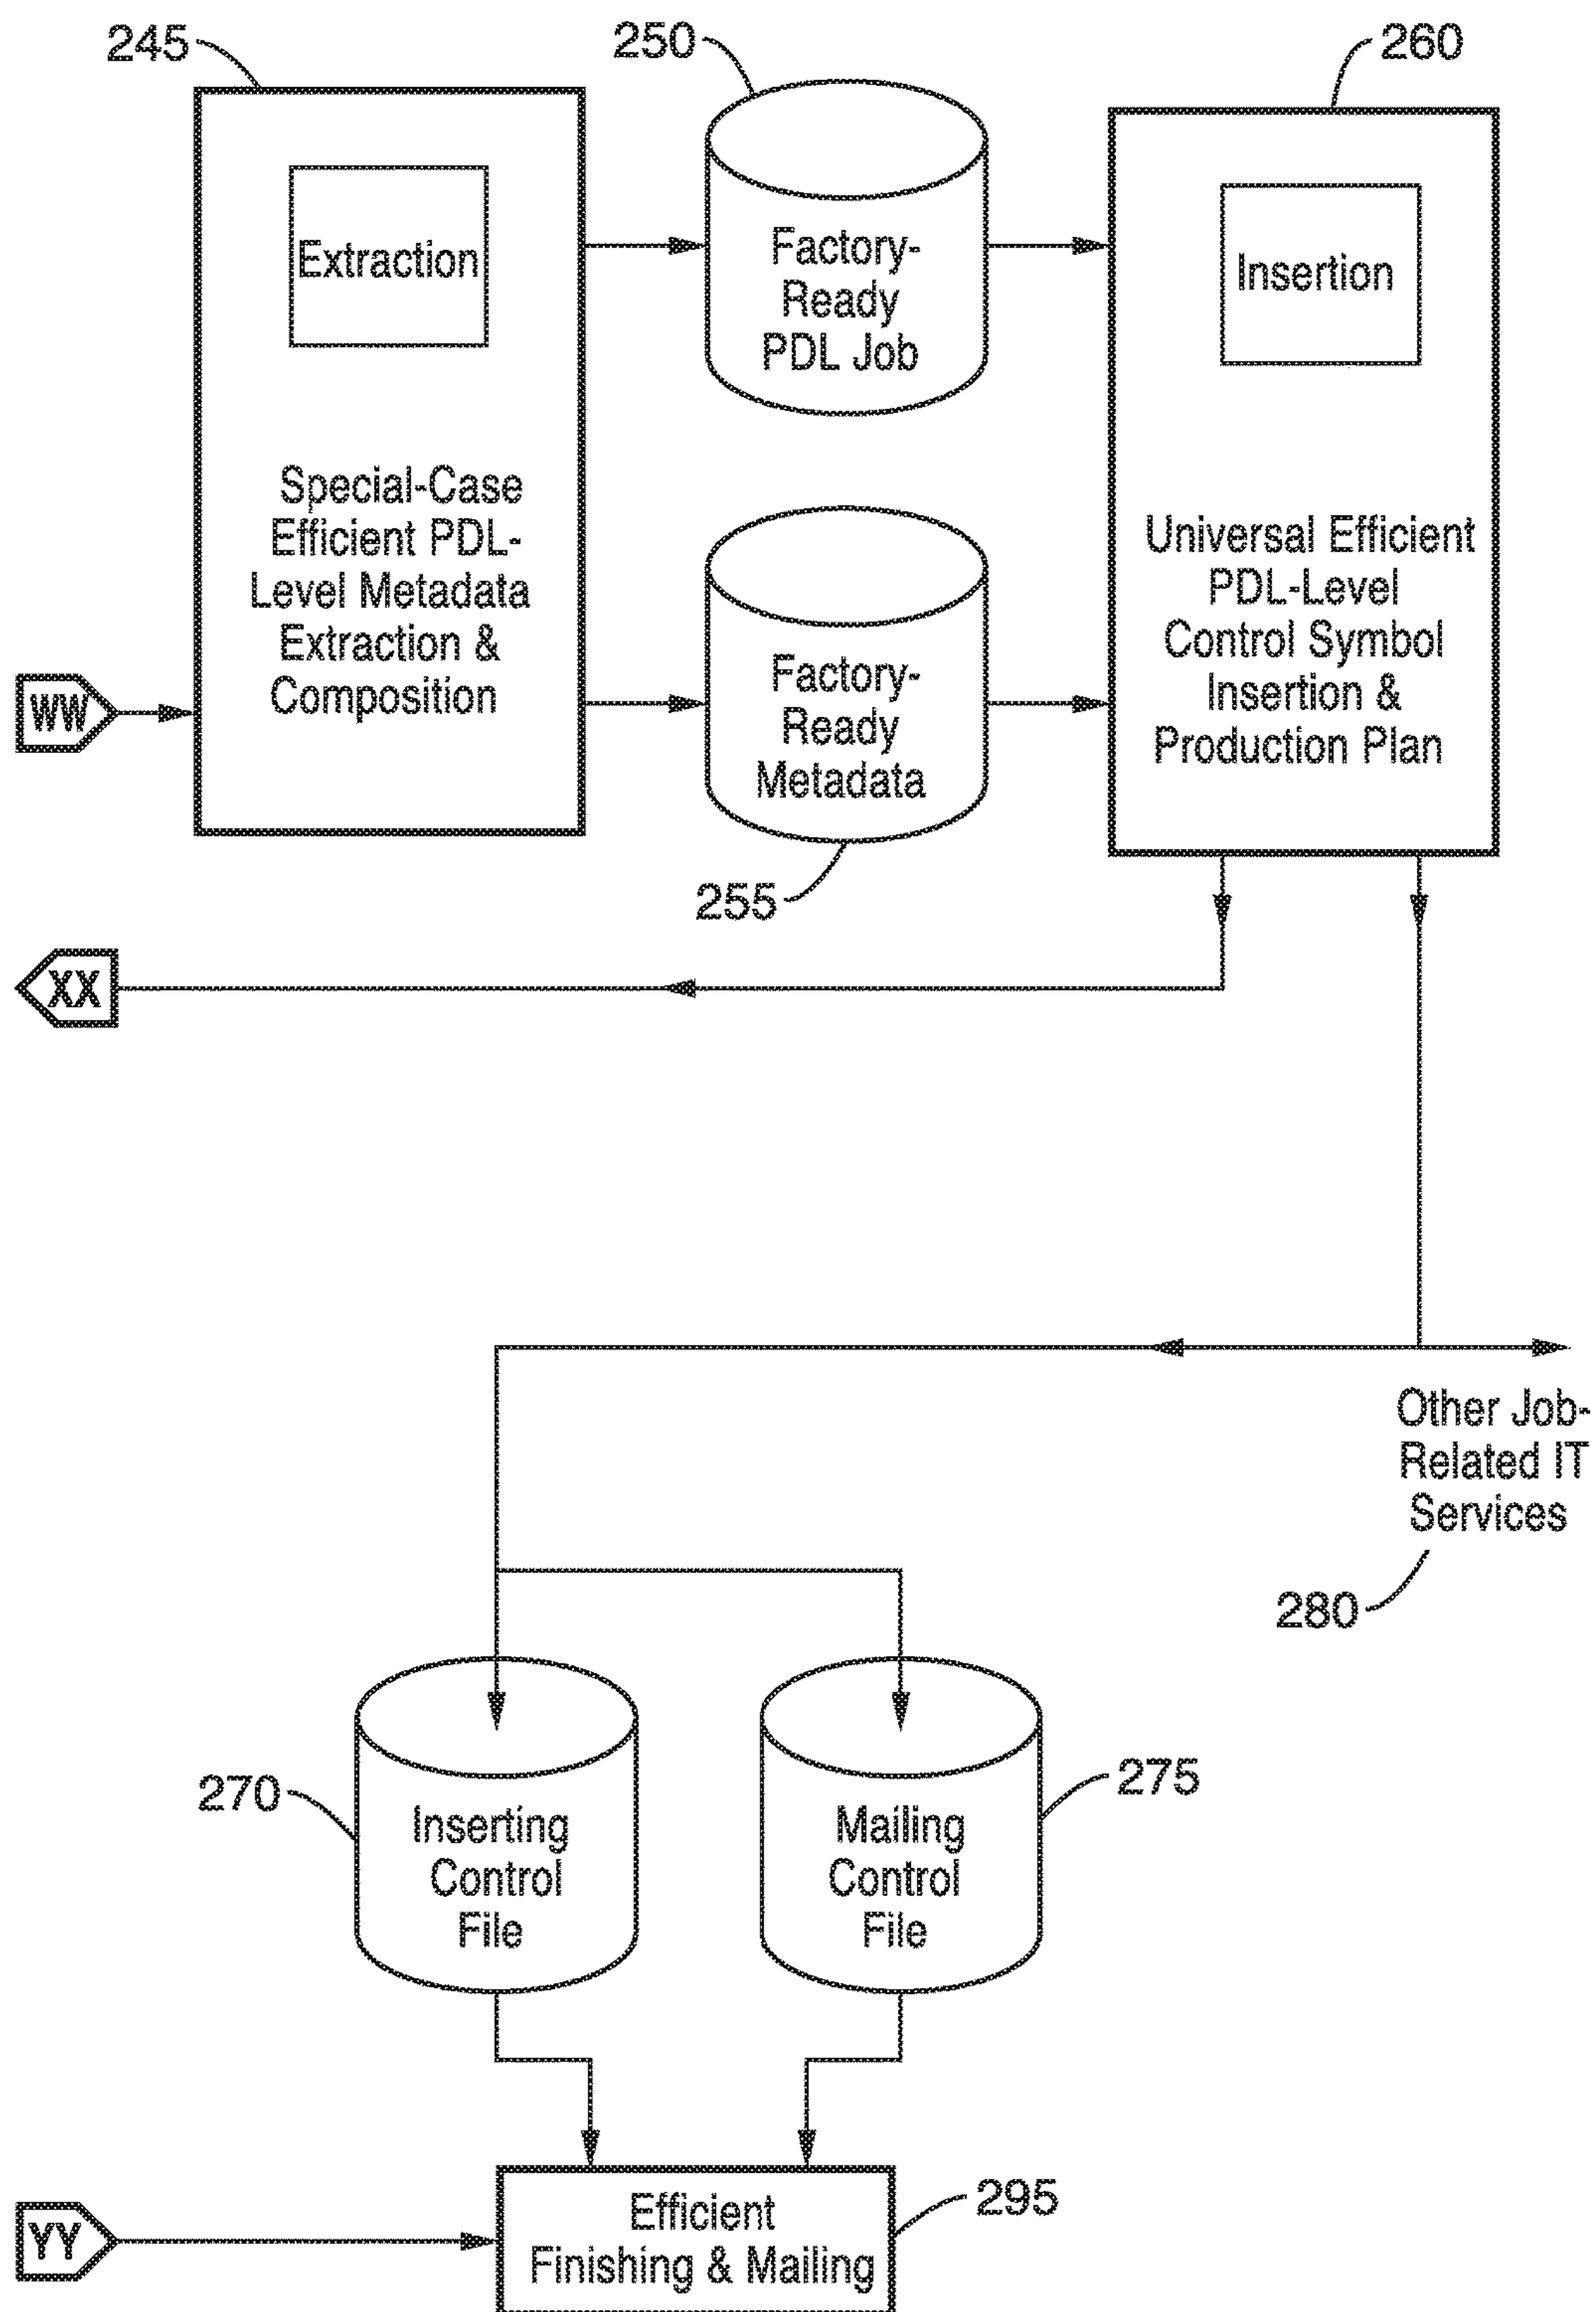 245
250
260
Extraction
Factory-
Ready
PDL Job
Insertion
Special-Case
Efficient PDL-
Level Metadata
Extraction &
Composition
Universal Efficient
PDL-Level
Control Symbol
Insertion &
Production Plan
Factory-
Ready
Metadata
WW
255
XX
Other Job-
Related IT
Services
280
270
275
Inserting
Control
File
Mailing
Control
File
295
YY
Efficient
Finishing & Mailing